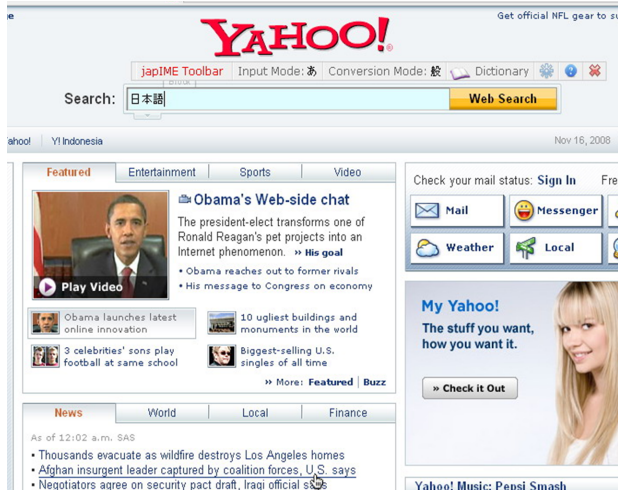 Get official NFL gear to
YAHOO!
japIME Toolbar Input Mode: あ Conversion Mode: 般 Dictionary
Search: 日本語 Web Search
Y! Indonesia Nov 16, 2008
Featured Entertainment Sports Video
Obama's Web-side chat
The president-elect transforms one of
Ronald Reagan's pet projects into an
Internet phenomenon. » His goal
• Obama reaches out to former rivals
• His message to Congress on economy
Play Video
Obama launches latest
online innovation
10 ugliest buildings and
monuments in the world
3 celebrities' sons play
football at same school
Biggest-selling U.S.
singles of all time
» More: Featured | Buzz
News World Local Finance
As of 12:02 a.m. SAS
• Thousands evacuate as wildfire destroys Los Angeles homes
• Afghan insurgent leader captured by coalition forces, U.S. says
• Negotiators agree on security pact draft, Iraqi official says
Check your mail status: Sign In Fre
Mail Messenger
Weather Local
My Yahoo!
The stuff you want,
how you want it.
» Check it Out
Yahoo! Music: Pepsi Smash